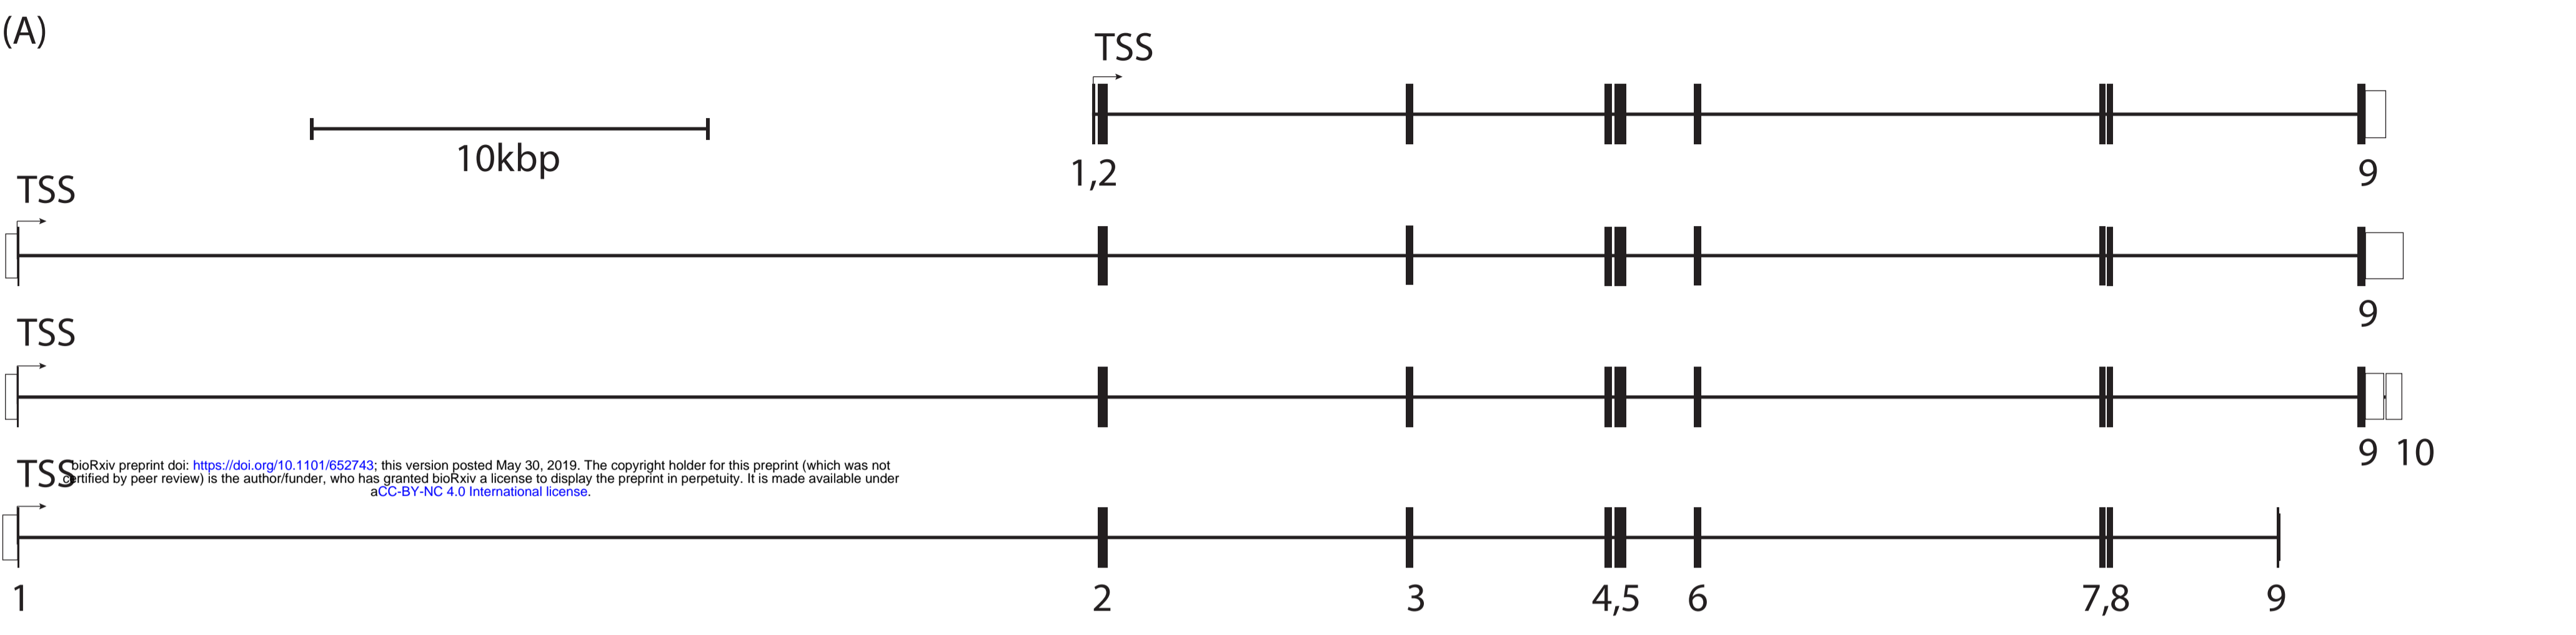 (A)
TSS
10kbp
1,2
9
TSS
9
TSS
9 10
TSS
bioRxiv preprint doi: https://doi.org/10.1101/652743; this version posted May 30, 2019. The copyright holder for this preprint (which was not
certified by peer review) is the author/funder, who has granted bioRxiv a license to display the preprint in perpetuity. It is made available under
aCC-BY-NC 4.0 International license.
1 2 3 4,5 6 7,8 9